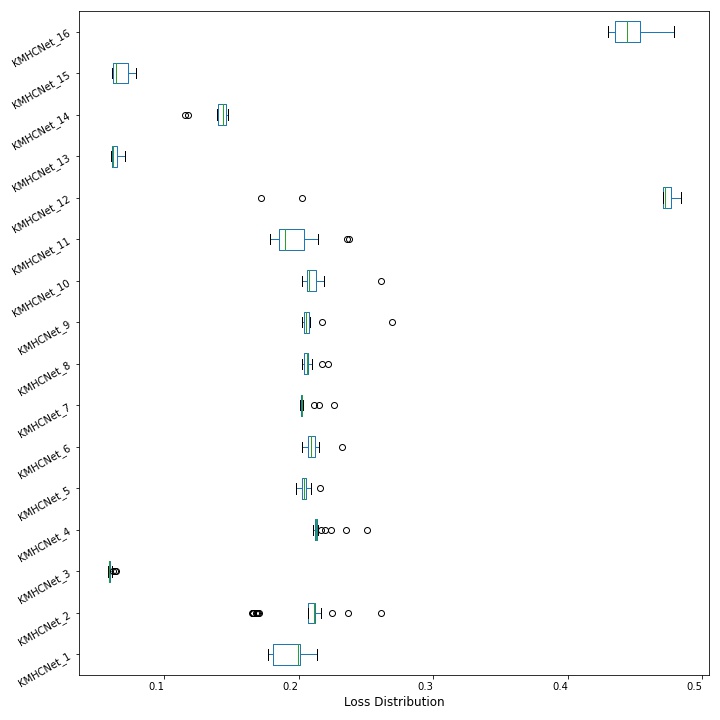 KMHCNet_16
KMHCNet_15
KMHCNet_14
KMHCNet_13
KMHCNet_12
KMHCNet_11
KMHCNet_10
KMHCNet_9
KMHCNet_8
KMHCNet_7
KMHCNet_6
KMHCNet_5
KMHCNet_4
KMHCNet_3
KMHCNet_2
KMHCNet_1
0.1 0.2 0.3 0.4 0.5
Loss Distribution